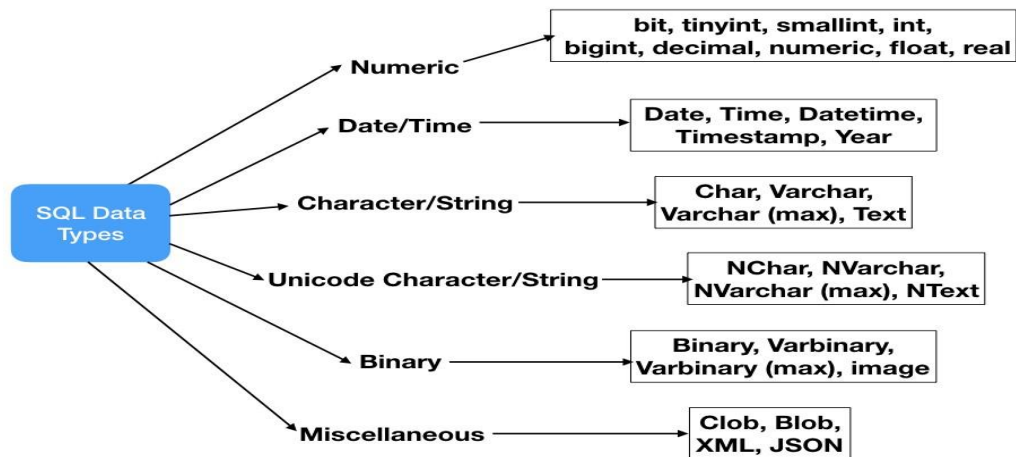 bit, tinyint, smallint, int,
bigint, decimal, numeric, float, real
Numeric
Date, Time, Datetime,
Timestamp, Year
Date/Time
Char, Varchar,
Varchar (max), Text
Character/String
SQL Data
Types
NChar, NVarchar,
NVarchar (max), NText
Unicode Character/String
Binary, Varbinary,
Varbinary (max), image
Binary
Clob, Blob,
XML, JSON
Miscellaneous